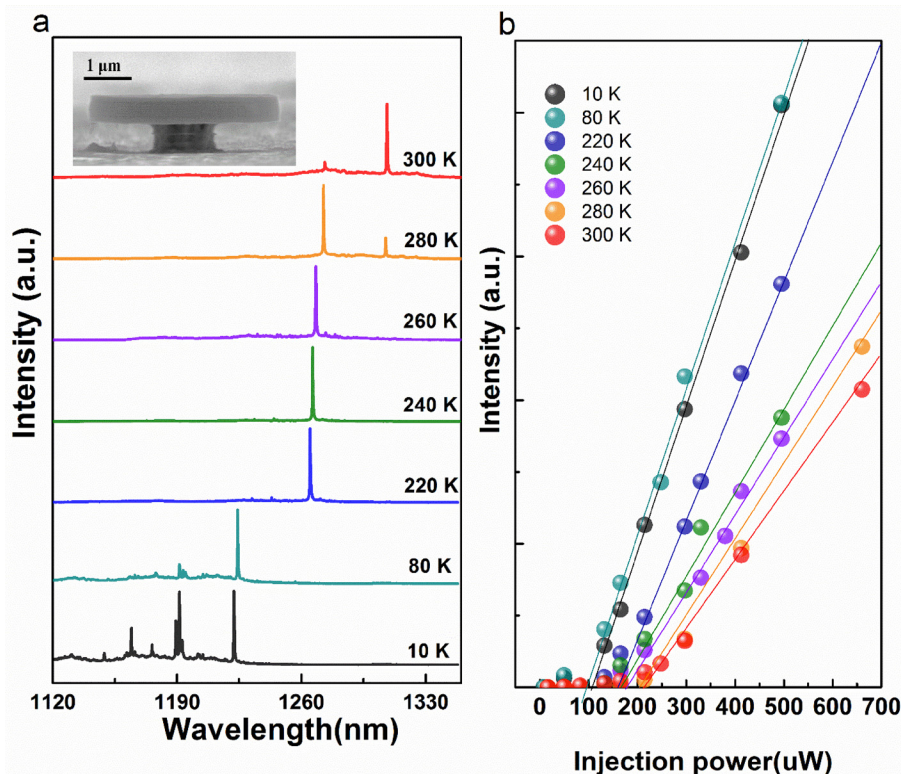 a
1 μm
300 K
280 K
260 K
240 K
220 K
80 K
10 K
Intensity (a.u.)
1120 1190 1260 1330
Wavelength(nm)
b
10 K
80 K
220 K
240 K
260 K
280 K
300 K
Intensity (a.u.)
0 100 200 300 400 500 600 700
Injection power(uW)